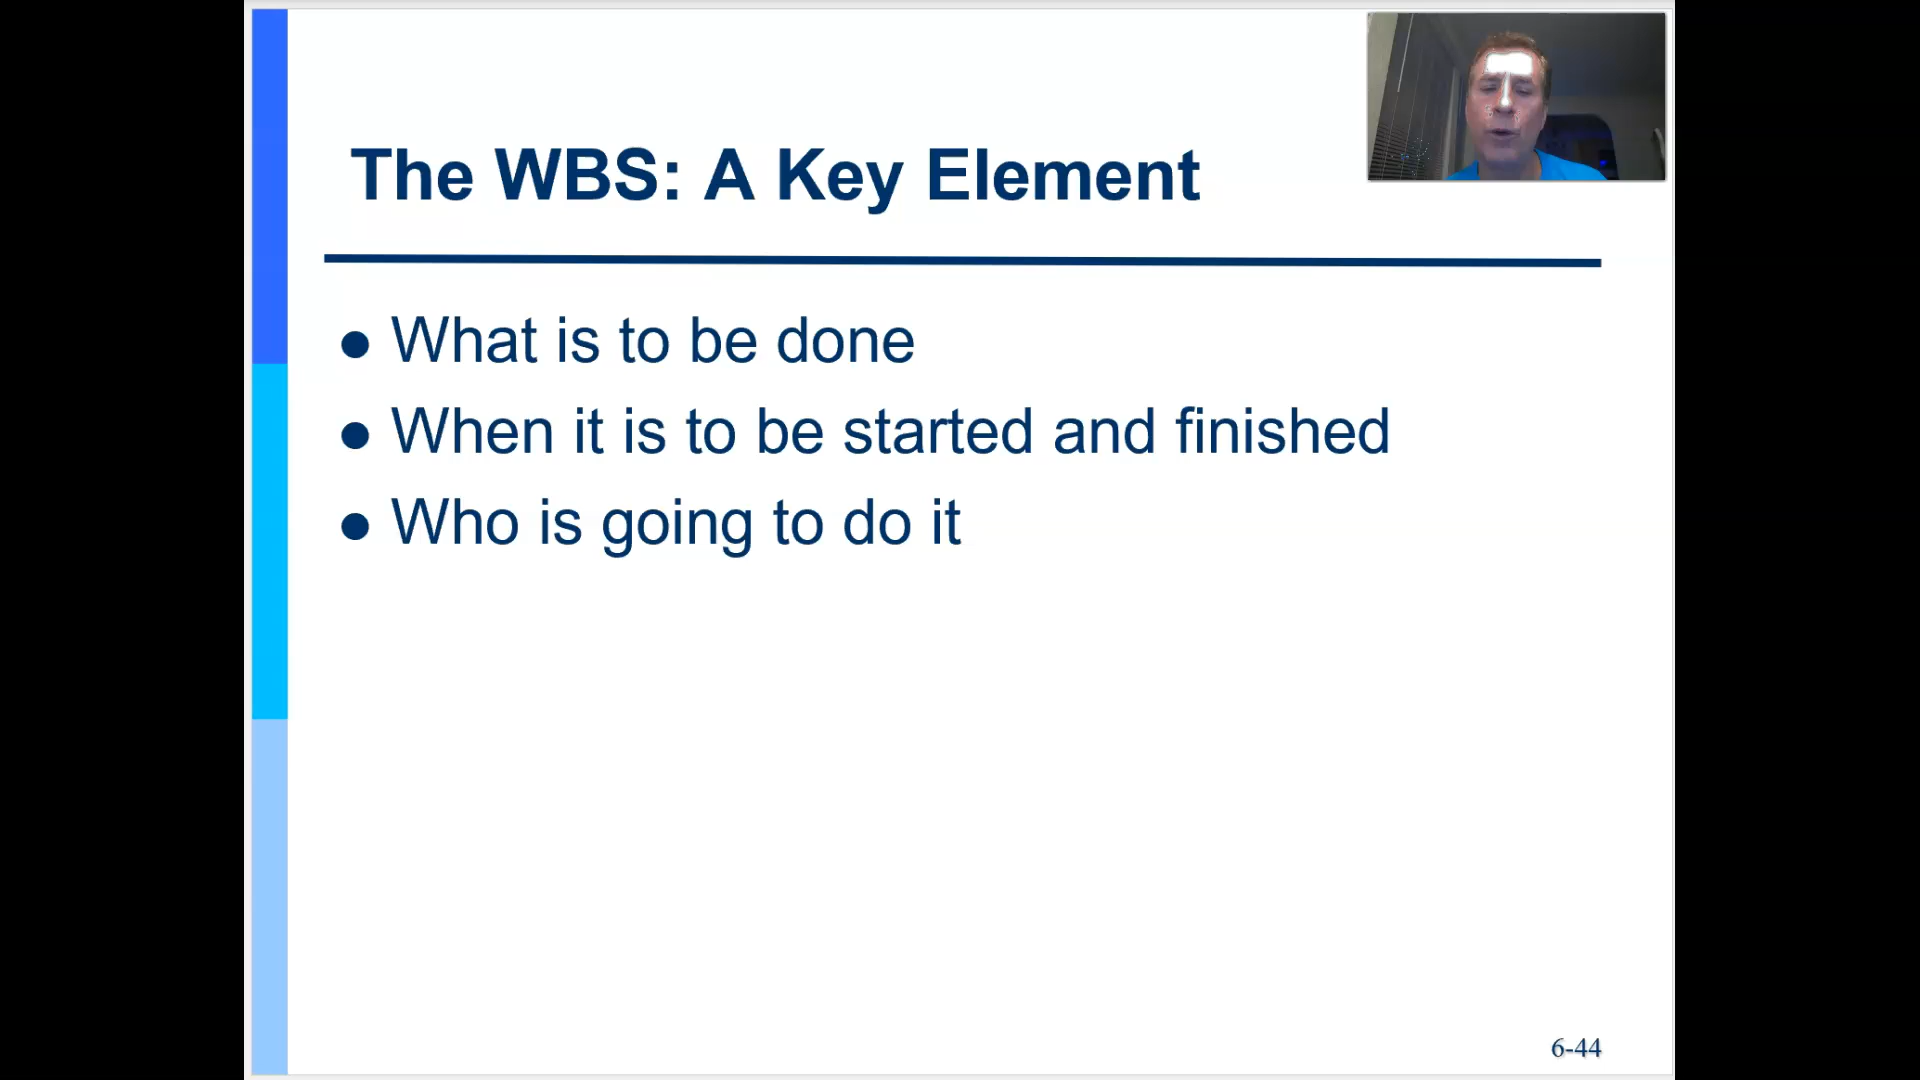 The WBS: A Key Element
● What is to be done
● When it is to be started and finished
● Who is going to do it
6-44